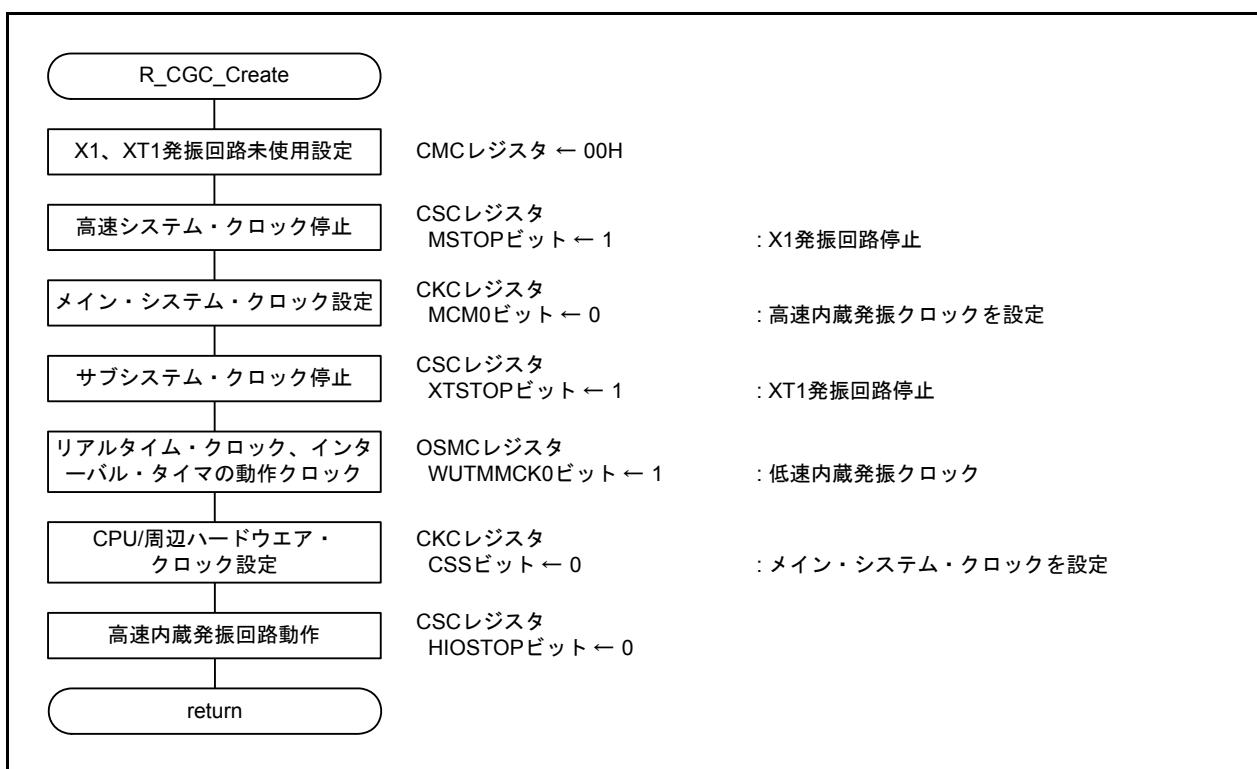 R_CGC_Create
X1、XT1発振回路未使用設定
CMCレジスタ ← 00H
高速システム・クロック停止
CSCレジスタ
MSTOPビット ← 1 : X1発振回路停止
メイン・システム・クロック設定
CKCレジスタ
MCM0ビット ← 0 : 高速内蔵発振クロックを設定
サブシステム・クロック停止
CSCレジスタ
XTSTOPビット ← 1 : XT1発振回路停止
リアルタイム・クロック、インタ
ーバル・タイマの動作クロック
OSMCレジスタ
WUTMMCK0ビット ← 1 : 低速内蔵発振クロック
CPU/周辺ハードウエア・
クロック設定
CKCレジスタ
CSSビット ← 0 : メイン・システム・クロックを設定
高速内蔵発振回路動作
CSCレジスタ
HIOSTOPビット ← 0
return